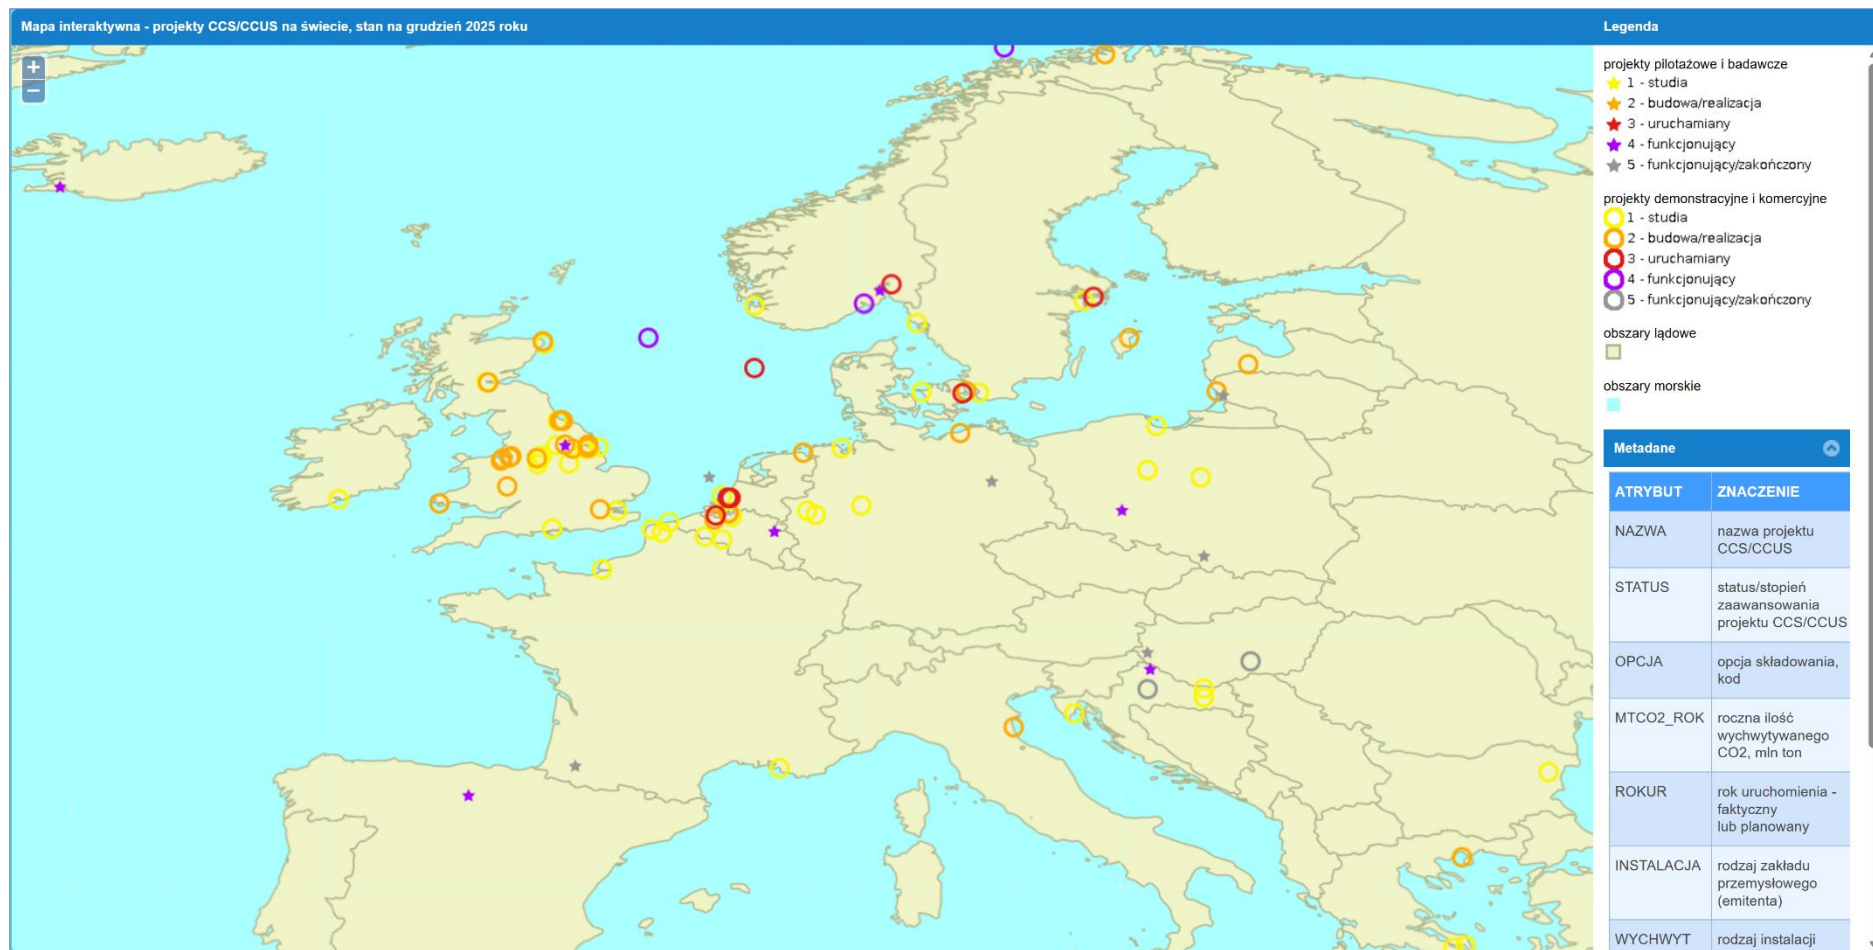 Mapa interaktywna - projekty CCS/CCUS na świecie, stan na grudzień 2025 roku
+
−
Legenda
projekty pilotażowe i badawcze
1 - studia
2 - budowa/realizacja
3 - uruchamiany
4 - funkcjonujący
5 - funkcjonujący/zakończony
projekty demonstracyjne i komercyjne
1 - studia
2 - budowa/realizacja
3 - uruchamiany
4 - funkcjonujący
5 - funkcjonujący/zakończony
obszary lądowe
obszary morskie
Metadane
ATRYBUT ZNACZENIE
NAZWA nazwa projektu
CCS/CCUS
STATUS status/stopień
zaawansowania
projektu CCS/CCUS
OPCJA opcja składowania,
kod
MTCO2_ROK roczna ilość
wychwytywanego
CO2, mln ton
ROKUR rok uruchomienia -
faktyczny
lub planowany
INSTALACJA rodzaj zakładu
przemysłowego
(emitenta)
WYCHWYT rodzaj instalacji